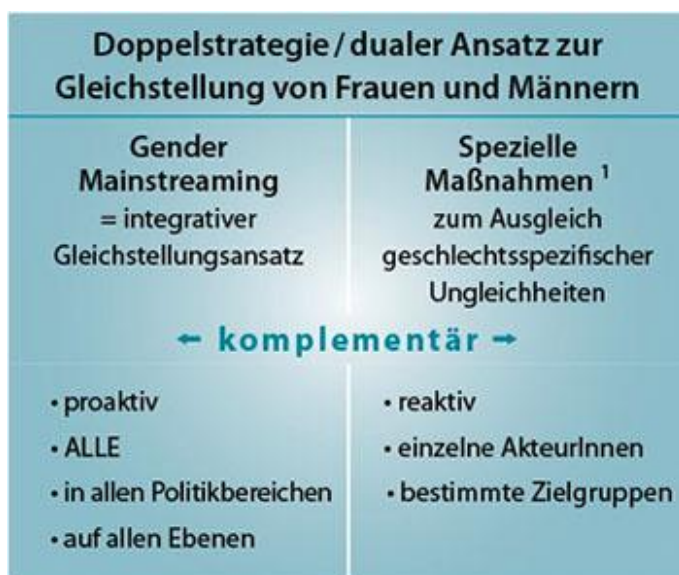 Doppelstrategie / dualer Ansatz zur
Gleichstellung von Frauen und Männern
Gender
Mainstreaming
= integrativer
Gleichstellungsansatz
Spezielle
Maßnahmen ¹
zum Ausgleich
geschlechtsspezifischer
Ungleichheiten
← komplementär →
• proaktiv
• ALLE
• in allen Politikbereichen
• auf allen Ebenen
• reaktiv
• einzelne AkteurInnen
• bestimmte Zielgruppen